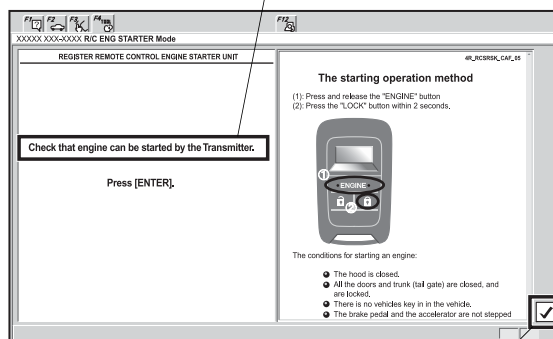 F1
F2
F3
F4
F12
XXXXX XXX-XXXX R/C ENG STARTER Mode
REGISTER REMOTE CONTROL ENGINE STARTER UNIT
Check that engine can be started by the Transmitter.
Press [ENTER].
4R_RCSRSK_CAF_05
The starting operation method
(1): Press and release the "ENGINE" button
(2): Press the "LOCK" button within 2 seconds.
1
ENGINE
2
The conditions for starting an engine:
The hood is closed.
All the doors and trunk (tail gate) are closed, and
are locked.
There is no vehicles key in in the vehicle.
The brake pedal and the accelerator are not stepped